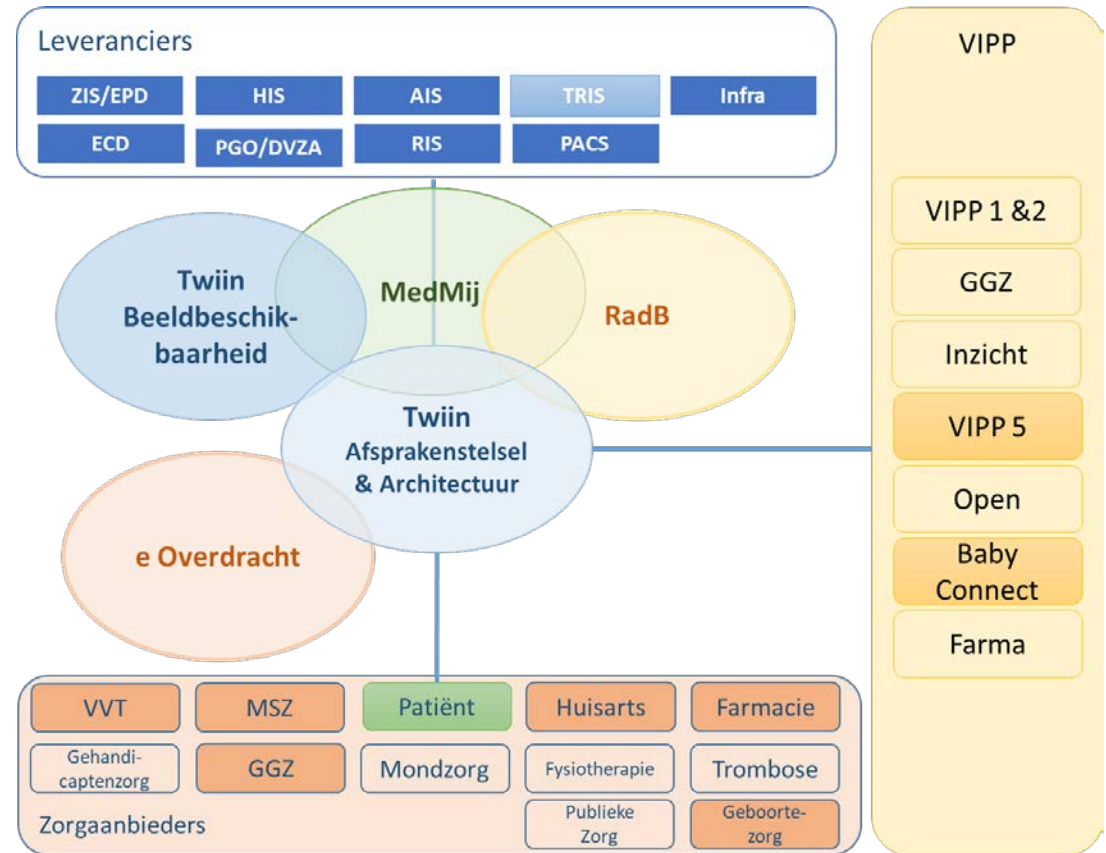 Leveranciers
ZIS/EPD
HIS
AIS
TRIS
Infra
ECD
PGO/DVZA
RIS
PACS
Twiin
Beeldbeschik-
baarheid
MedMij
RadB
Twiin
Afsprakenstelsel
& Architectuur
e Overdracht
VVT
MSZ
Patiënt
Huisarts
Farmacie
Gehandi-
captenzorg
GGZ
Mondzorg
Fysiotherapie
Trombose
Publieke
Zorg
Geboorte-
zorg
Zorgaanbieders
VIPP
VIPP 1 &2
GGZ
Inzicht
VIPP 5
Open
Baby
Connect
Farma